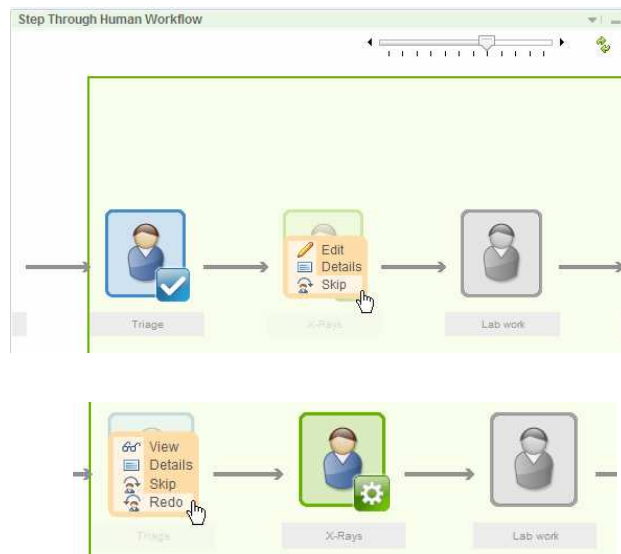 Step Through Human Workflow
Edit
Details
Skip
Triage
X-Rays
Lab work
View
Details
Skip
Redo
Triage
X-Rays
Lab work